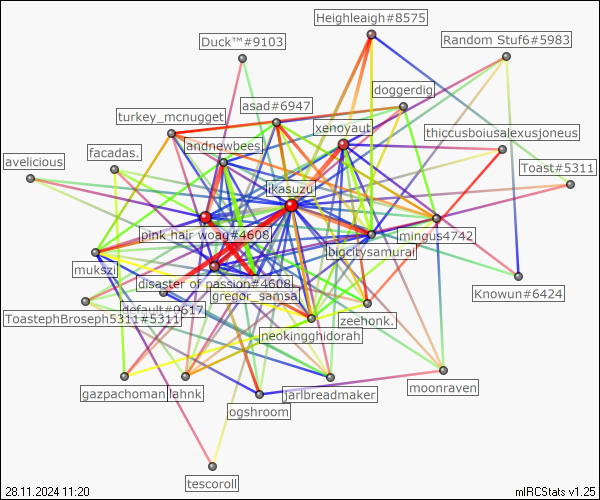 Heighleaigh#8575
Duck™#9103
Random Stuf6#5983
doggerdig
asad#6947
turkey_mcnugget
xenoyaut
thiccusboiusalexusjoneus
andnewbees.
facadas.
avelicious
Toast#5311
ikasuzu
pink hair woag#4608
mngus4742
bigcitysamurai
mukszi
disaster of passion#4608
gregor_samsa
Knowun#6424
default#0617
ToastephBroseph5311#5311
zeehonk.
neokingghidorah
moonraven
gazpachoman
lahnk
jarlbreadmaker
ogshroom
tescoroll
28.11.2024 11:20
mIRCStats v1.25